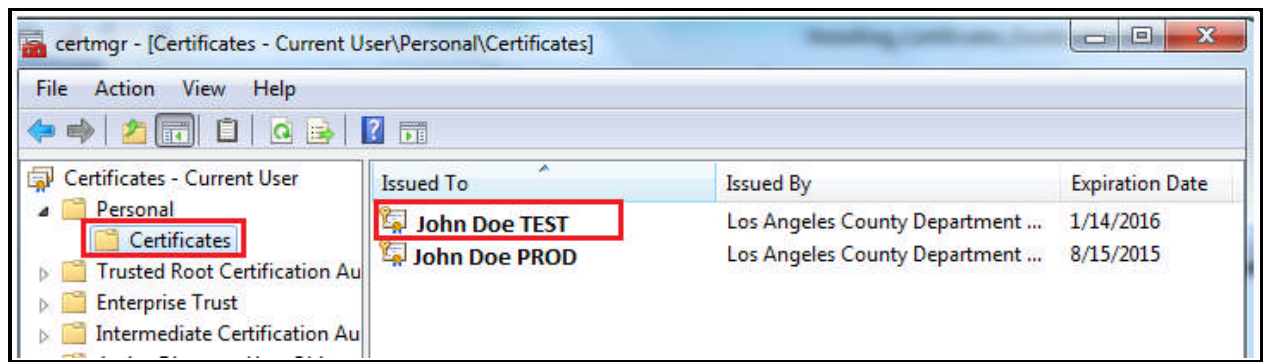 certmgr - [Certificates - Current User\Personal\Certificates]
File Action View Help
Certificates - Current User
Personal
Certificates
Trusted Root Certification Au
Enterprise Trust
Intermediate Certification Au
Issued To Issued By Expiration Date
John Doe TEST Los Angeles County Department ... 1/14/2016
John Doe PROD Los Angeles County Department ... 8/15/2015